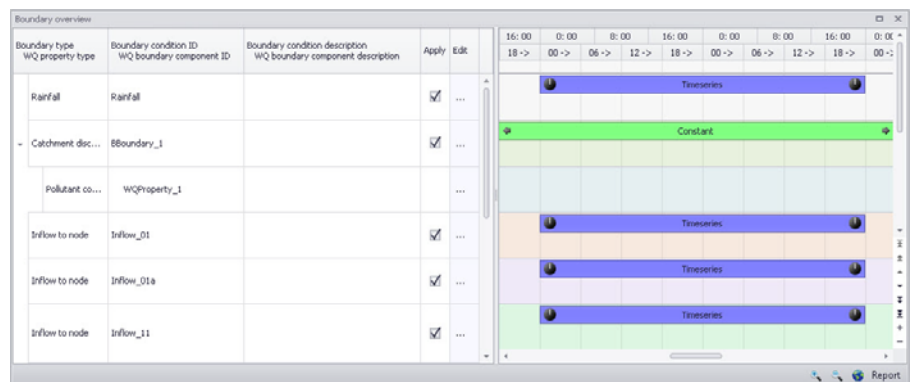 Boundary overview
Boundary type
WQ property type
Boundary condition ID
WQ boundary component ID
Boundary condition description
WQ boundary component description
Apply
Edit
16: 00 0: 00 8: 00 16: 00 0: 00 8: 00 16: 00 0: 0(
18 -> 00 -> 06 -> 12 -> 18 -> 00 -> 06 -> 12 -> 18 -> 00 -:
Rainfall Rainfall ... Timeseries
Catchment disc... BBoundary_1 ... Constant
Pollutant co... WQProperty_1 ...
Inflow to node Inflow_01 ... Timeseries
Inflow to node Inflow_01a ... Timeseries
Inflow to node Inflow_11 ... Timeseries
Report